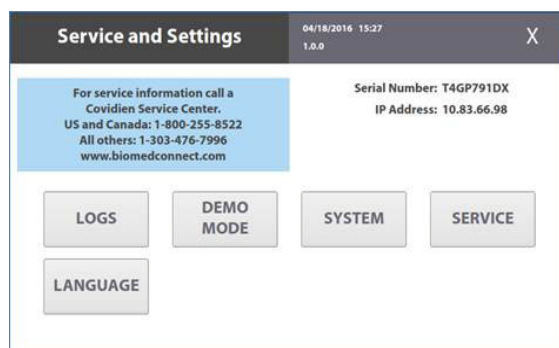 Service and Settings
04/18/2016 15:27
1.0.0
X
For service information call a
Covidien Service Center.
US and Canada: 1-800-255-8522
All others: 1-303-476-7996
www.biomedconnect.com
Serial Number: T4GP791DX
IP Address: 10.83.66.98
LOGS
DEMO
MODE
SYSTEM
SERVICE
LANGUAGE